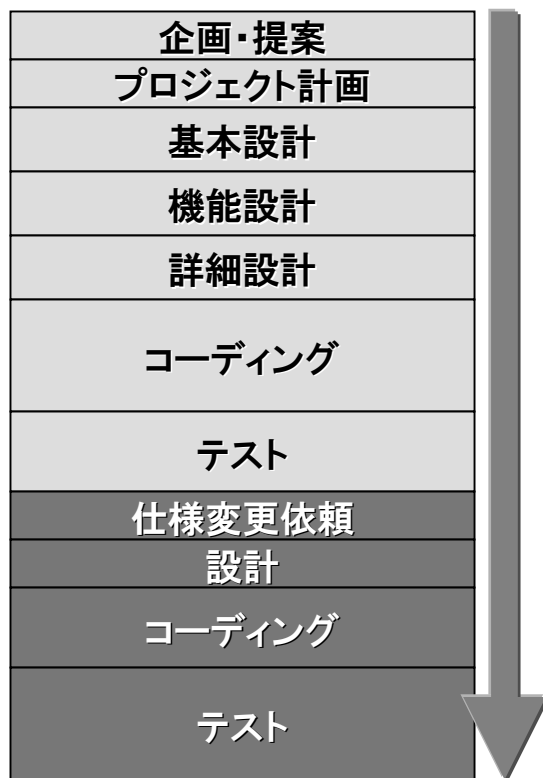 企画・提案
プロジェクト計画
基本設計
機能設計
詳細設計
コーディング
テスト
仕様変更依頼
設計
コーディング
テスト